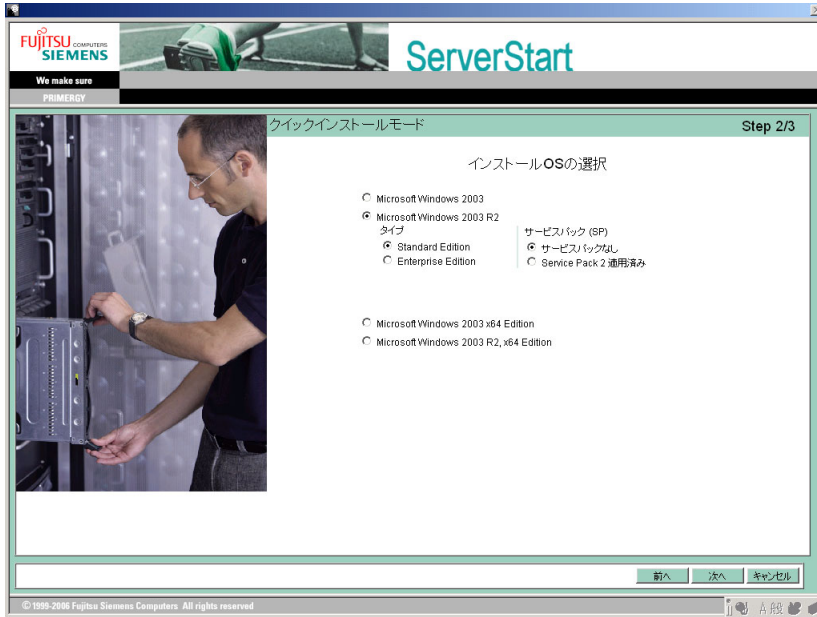 FUJITSU COMPUTERS
SIEMENS
ServerStart
We make sure
PRIMERGY
クイックインストールモード
Step 2/3
インストールOSの選択
Microsoft Windows 2003
Microsoft Windows 2003 R2
タイプ
サービスパック (SP)
Standard Edition
サービスパックなし
Enterprise Edition
Service Pack 2 適用済み
Microsoft Windows 2003 x64 Edition
Microsoft Windows 2003 R2, x64 Edition
前へ
次へ
キャンセル
© 1999-2006 Fujitsu Siemens Computers All rights reserved
A 般